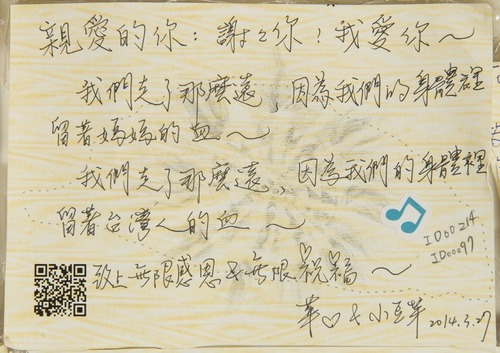 親愛的你：謝謝你！我愛你～
我們走了那麼遠，因為我們的身體裡
留著媽媽的血～
我們走了那麼遠，因為我們的身體裡
留著台灣人的血～
ID00214
ID00097
致上無限感恩&無限祝福～
芊♡&小豆芊 2014.3.27